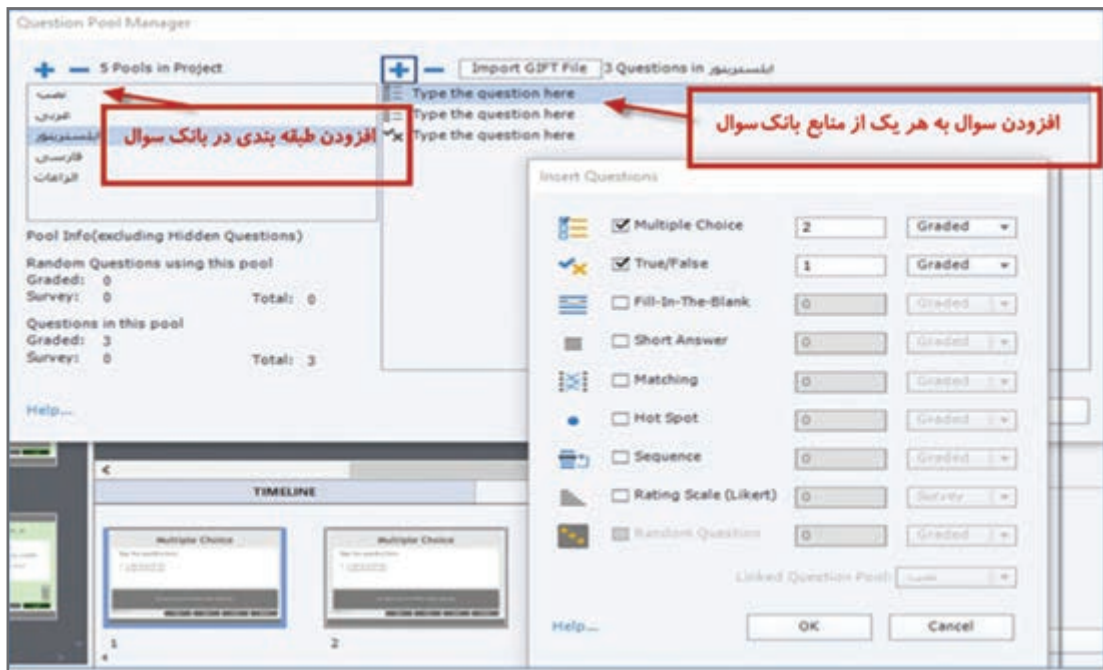 Question Pool Manager
5 Pools in Project
Import GIFT File
3 Questions in ایلستریتور
نصب
عربی
ایلستریتور
فارسی
الزامات
Type the question here
Type the question here
Type the question here
افزودن طبقه بندی در بانک سوال
افزودن سوال به هر یک از منابع بانک سوال
Pool Info(excluding Hidden Questions)
Random Questions using this pool
Graded: 0
Survey: 0 Total: 0
Questions in this pool
Graded: 3
Survey: 0 Total: 3
Help...
Insert Questions
Multiple Choice 2 Graded
True/False 1 Graded
Fill-In-The-Blank 0 Graded
Short Answer 0 Graded
Matching 0 Graded
Hot Spot 0 Graded
Sequence 0 Graded
Rating Scale (Likert) 0 Survey
Random Question 0 Graded
Linked Question Pool: نصب
Help...
OK
Cancel
TIMELINE
Multiple Choice
Multiple Choice
1
2